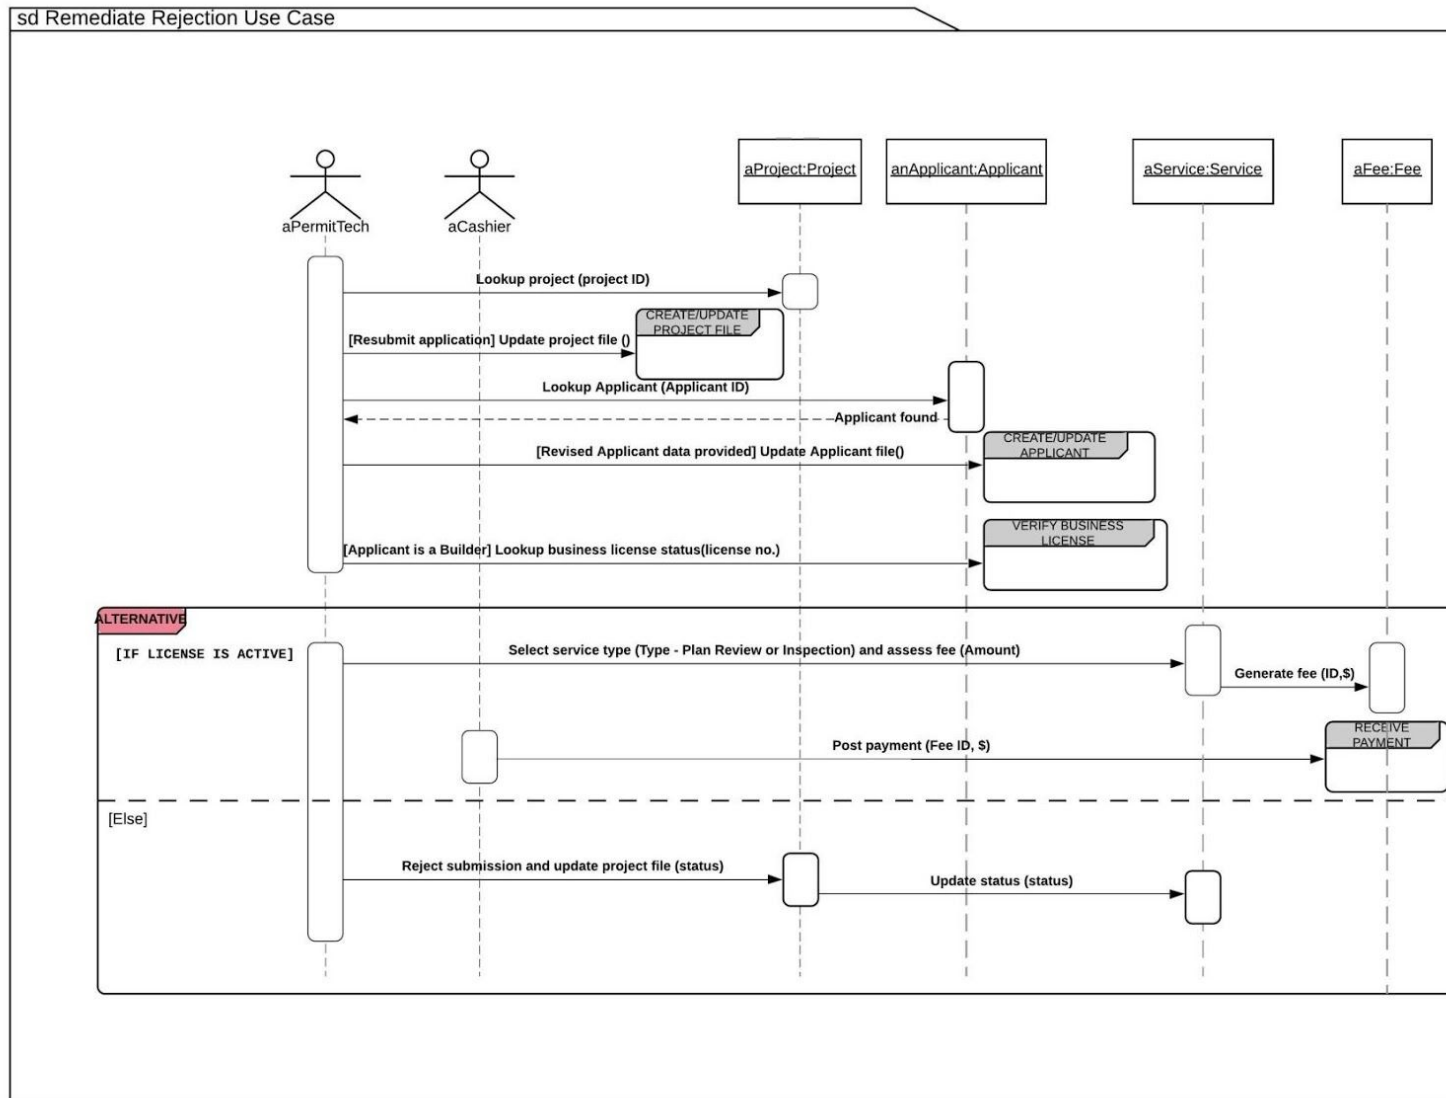 sd Remediate Rejection Use Case
aProject:Project
anApplicant:Applicant
aService:Service
aFee:Fee
aPermitTech
aCashier
Lookup project (project ID)
CREATE/UPDATE
PROJECT FILE
[Resubmit application] Update project file ()
Lookup Applicant (Applicant ID)
Applicant found
CREATE/UPDATE
APPLICANT
[Revised Applicant data provided] Update Applicant file()
VERIFY BUSINESS
LICENSE
[Applicant is a Builder] Lookup business license status(license no.)
ALTERNATIVE
[IF LICENSE IS ACTIVE]
Select service type (Type - Plan Review or Inspection) and assess fee (Amount)
Generate fee (ID,$)
RECEIVE
PAYMENT
Post payment (Fee ID, $)
[Else]
Reject submission and update project file (status)
Update status (status)